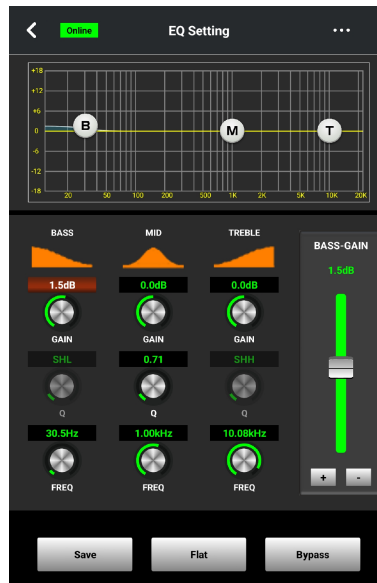 Online EQ Setting
+18
+12
+6
0
-6
-12
-18
B M T
20 50 100 200 500 1K 2K 5K 10K 20K
BASS MID TREBLE
BASS-GAIN
1.5dB
1.5dB 0.0dB 0.0dB
GAIN GAIN GAIN
SHL 0.71 SHH
Q Q Q
30.5Hz 1.00kHz 10.08kHz
FREQ FREQ FREQ
+ -
Save Flat Bypass